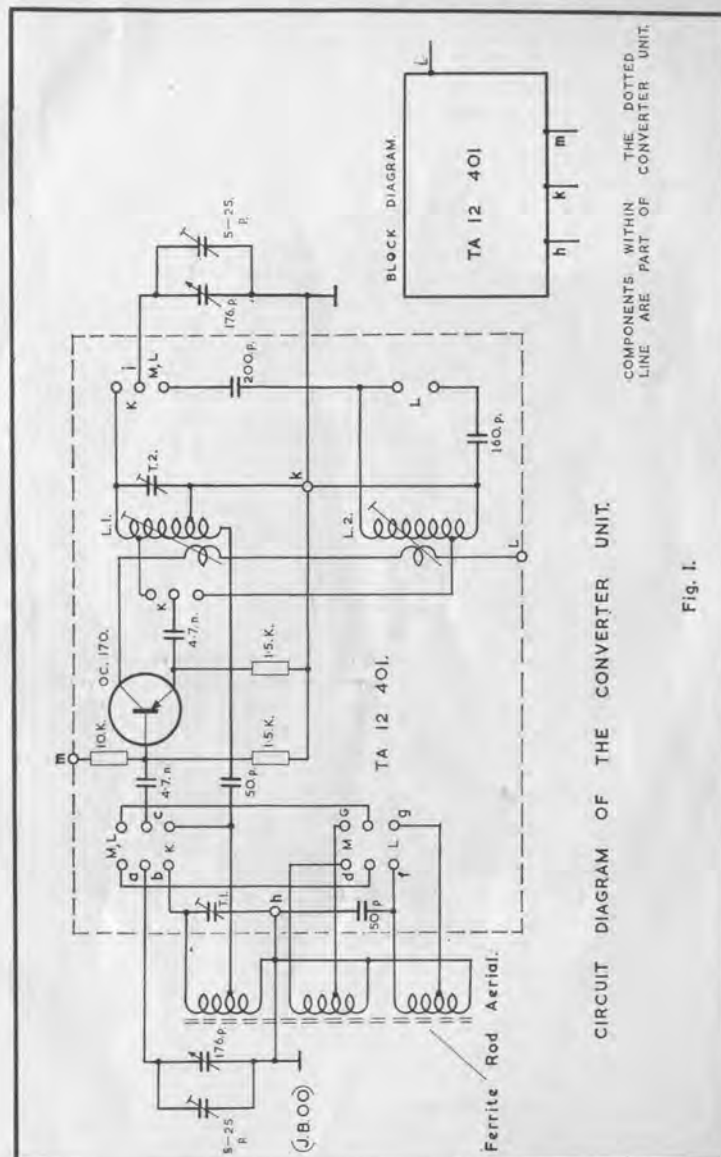 BLOCK DIAGRAM.
TA 12 401.
h
k
m
L
COMPONENTS WITHIN THE DOTTED
LINE ARE PART OF CONVERTER UNIT.
5–25.
p.
176.p.
j
K
M,L
200.p.
L
160.p.
T.2.
k
L.1.
L.2.
K
L
OC. 170.
4·7. n.
1·5.K.
m
10.K.
4·7. n.
1·5.K.
50.p.
TA 12 401.
M,L
a
b
c
K
G
M
d
L
g
f
T.1.
h
50.p.
176.p.
5–25
p.
(J.B.OO)
Ferrite Rod Aerial.
CIRCUIT DIAGRAM OF THE CONVERTER UNIT.
Fig. 1.